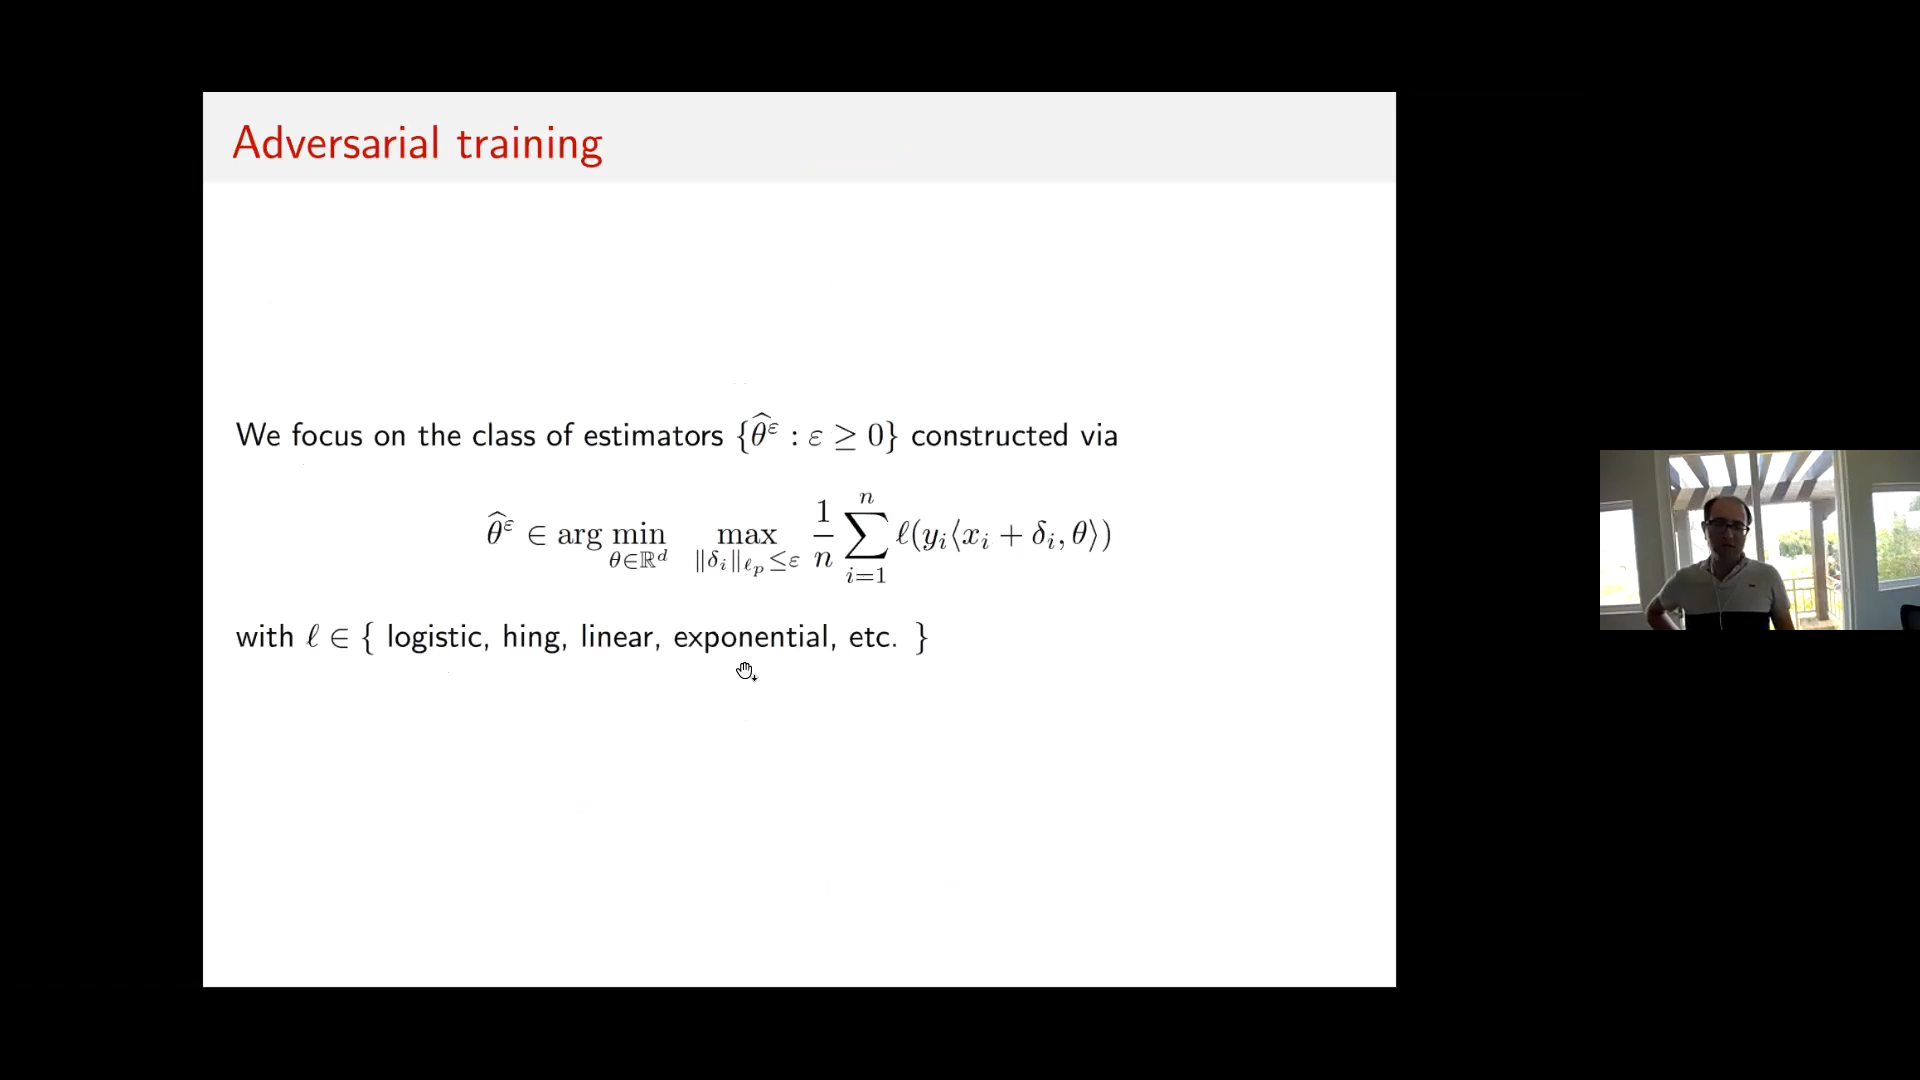 Adversarial training
We focus on the class of estimators {θ̂^ε : ε ≥ 0} constructed via
θ̂^ε ∈ arg min_{θ∈ℝ^d} max_{‖δ_i‖_{ℓ_p}≤ε} 1/n ∑_{i=1}^{n} ℓ(y_i⟨x_i + δ_i, θ⟩)
with ℓ ∈ { logistic, hing, linear, exponential, etc. }